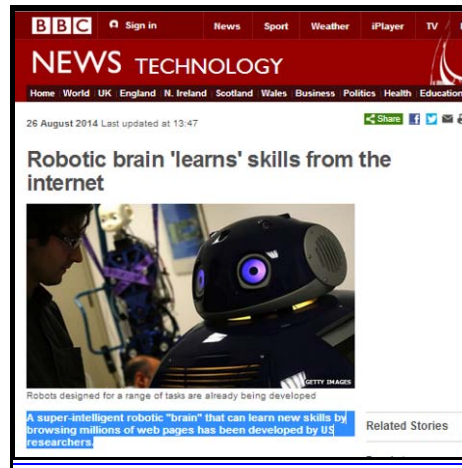 BBC Sign in News Sport Weather iPlayer TV
NEWS TECHNOLOGY
Home World UK England N. Ireland Scotland Wales Business Politics Health Education
26 August 2014 Last updated at 13:47 Share
Robotic brain 'learns' skills from the
internet
GETTY IMAGES
Robots designed for a range of tasks are already being developed
A super-intelligent robotic "brain" that can learn new skills by
browsing millions of web pages has been developed by US
researchers.
Related Stories